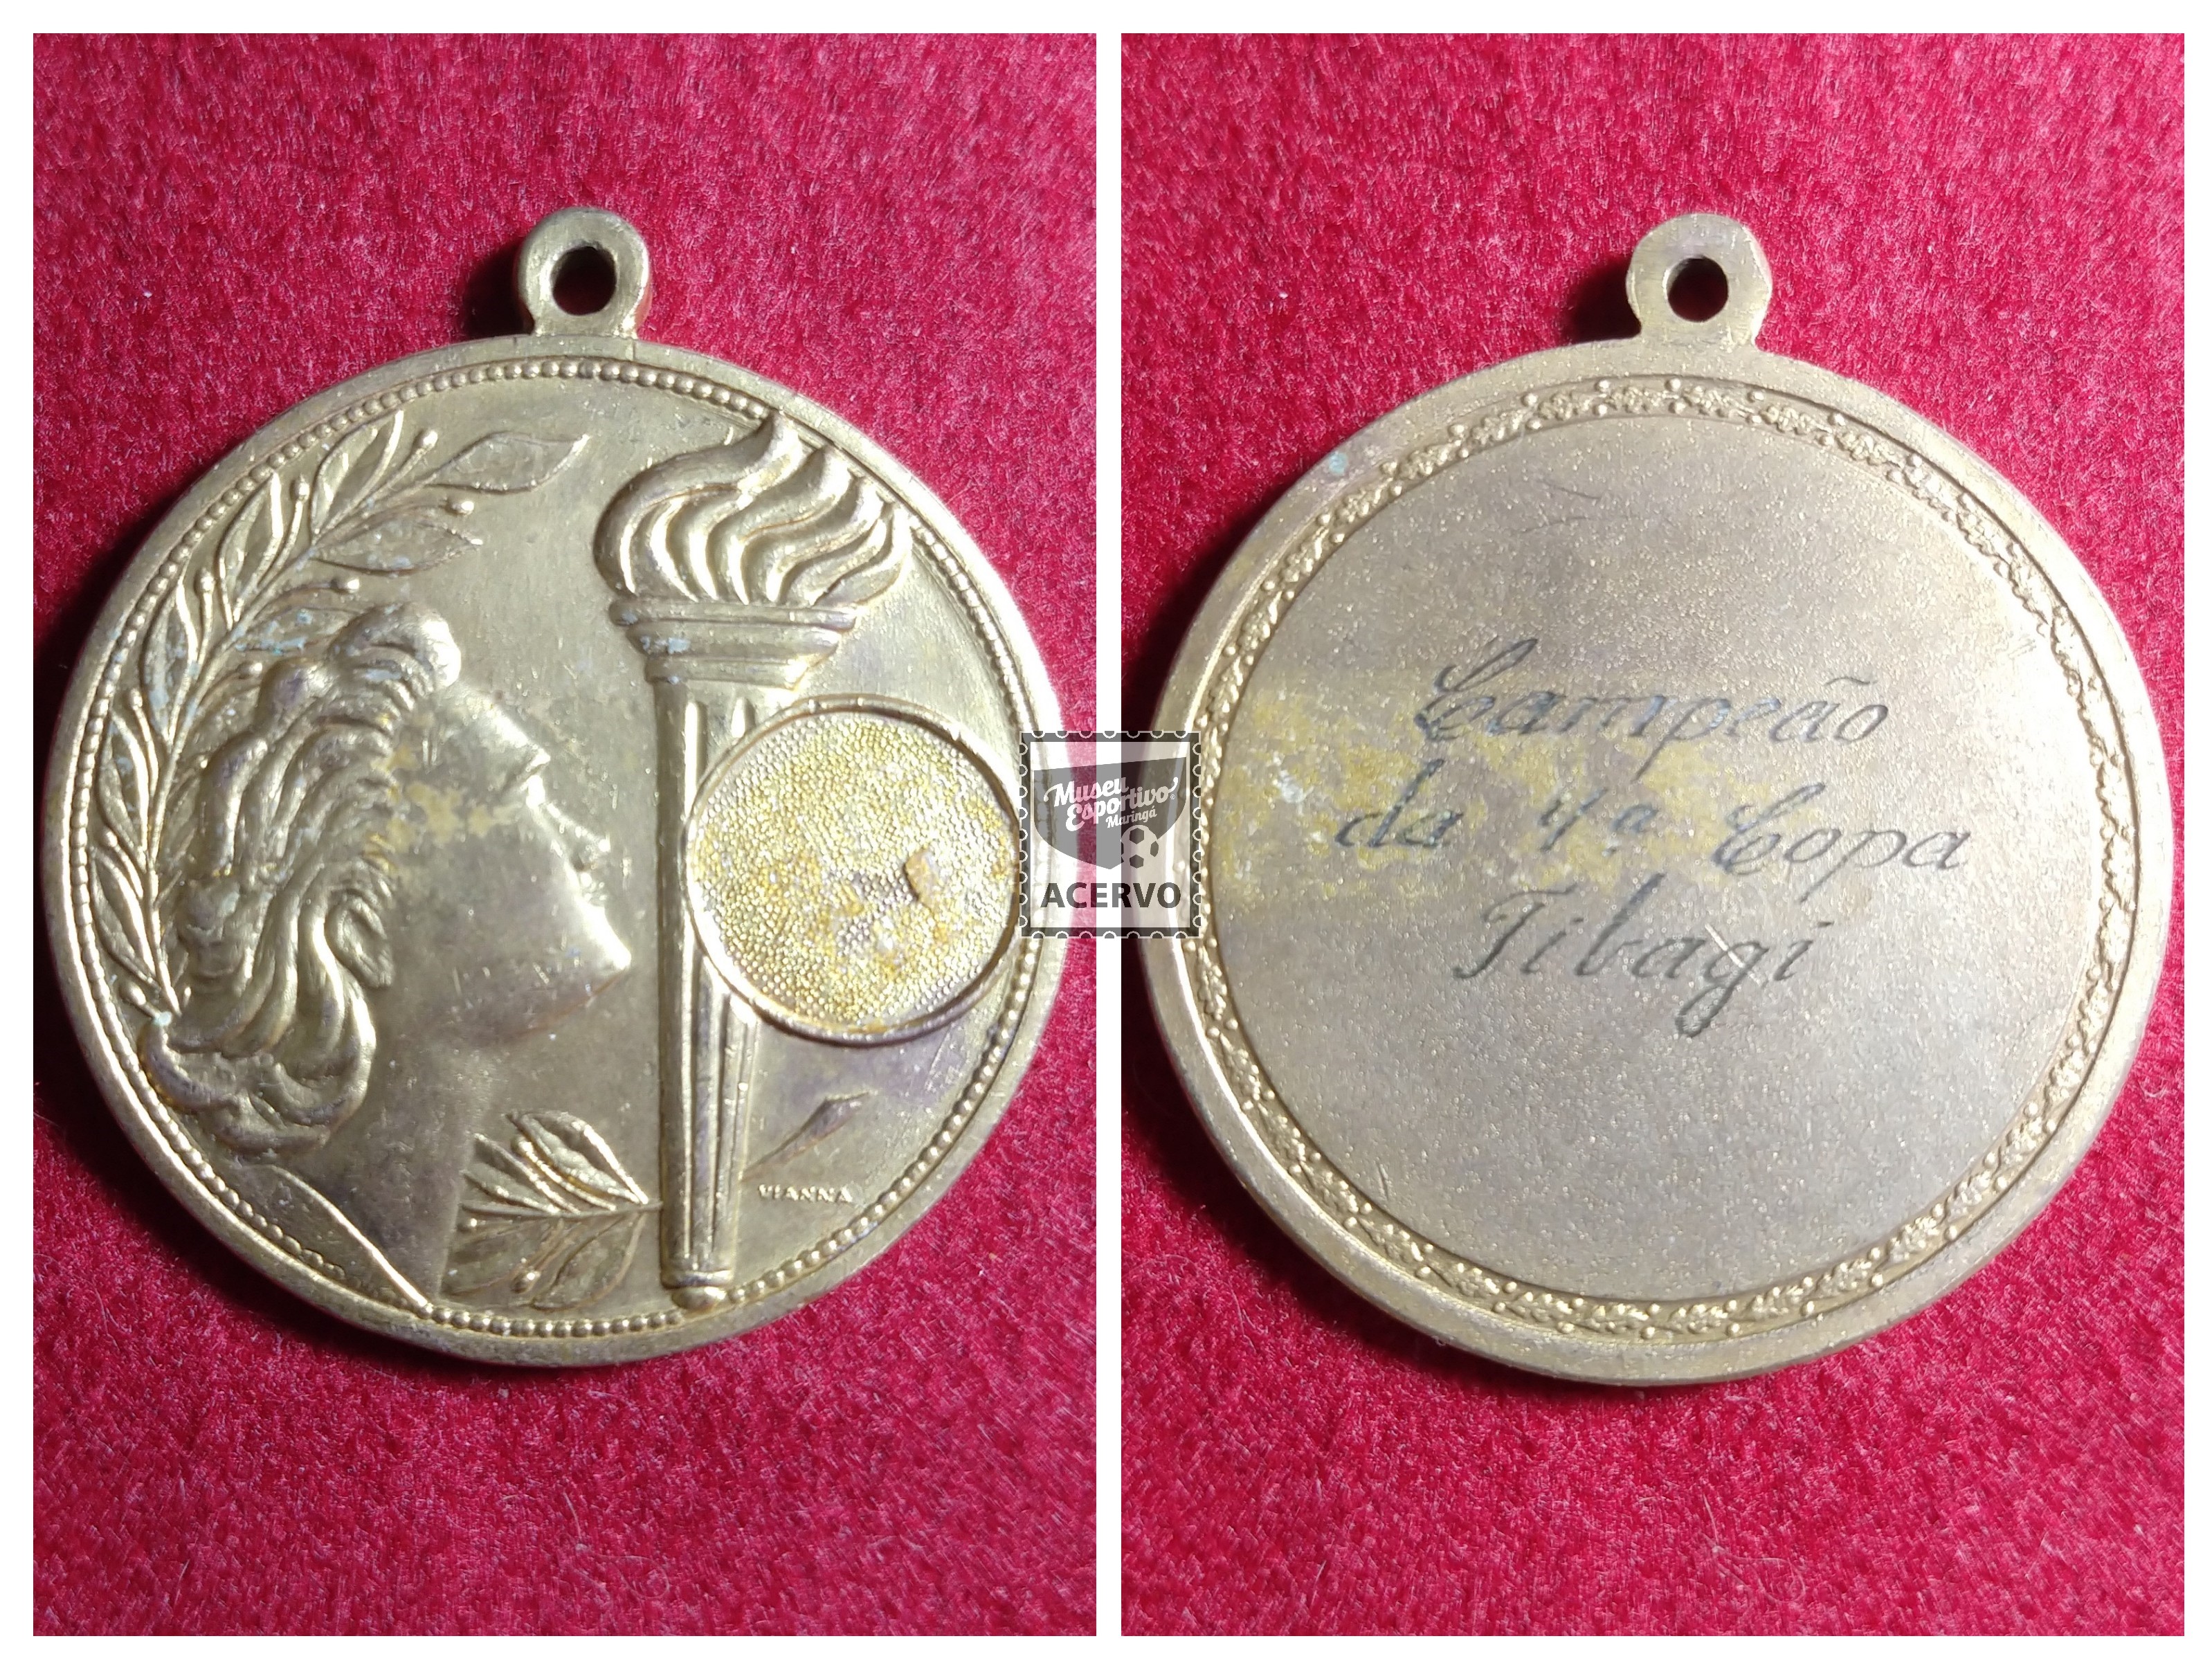 VIANNA
Museu
Esportivo
Maringá
ACERVO
Campeão
da 4ª Copa
Tibagi